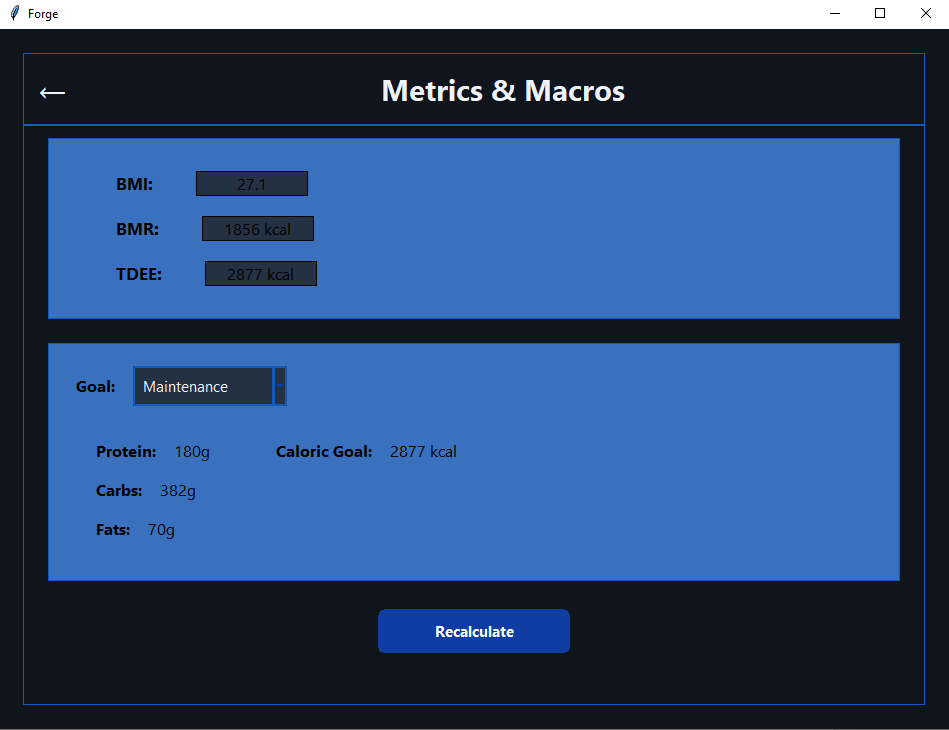 Forge
Metrics & Macros
BMI: 27.1
BMR: 1856 kcal
TDEE: 2877 kcal
Goal: Maintenance
Protein: 180g Caloric Goal: 2877 kcal
Carbs: 382g
Fats: 70g
Recalculate